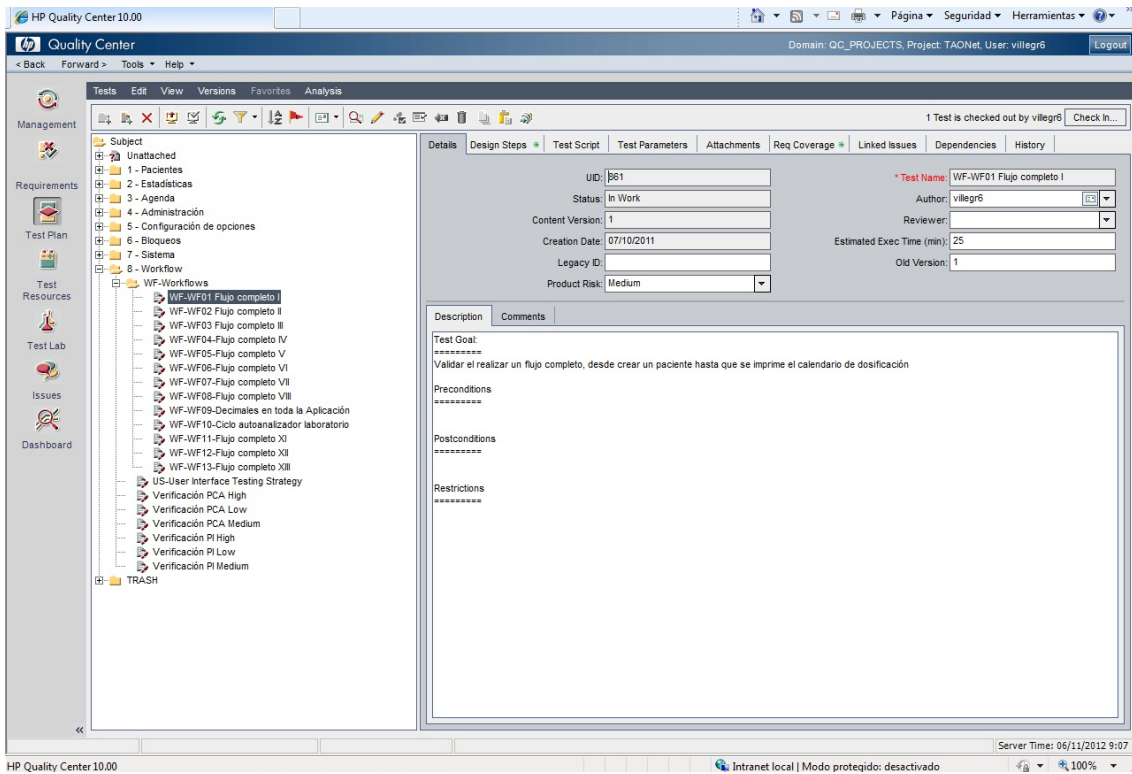 HP Quality Center 10.00
Página Seguridad Herramientas
Quality Center
Domain: QC_PROJECTS, Project: TAONet, User: villegr6
Logout
< Back Forward > Tools Help
Tests Edit View Versions Favorites Analysis
1 Test is checked out by villegr6 Check In...
Management
Requirements
Test Plan
Test
Resources
Test Lab
Issues
Dashboard
«
Subject
Unattached
1 - Pacientes
2 - Estadísticas
3 - Agenda
4 - Administración
5 - Configuración de opciones
6 - Bloqueos
7 - Sistema
8 - Workflow
WF-Workflows
WF-WF01 Flujo completo I
WF-WF02 Flujo completo II
WF-WF03 Flujo completo III
WF-WF04-Flujo completo IV
WF-WF05-Flujo completo V
WF-WF06-Flujo completo VI
WF-WF07-Flujo completo VII
WF-WF08-Flujo completo VIII
WF-WF09-Decimales en toda la Aplicación
WF-WF10-Ciclo autoanalizador laboratorio
WF-WF11-Flujo completo XI
WF-WF12-Flujo completo XII
WF-WF13-Flujo completo XIII
US-User Interface Testing Strategy
Verificación PCA High
Verificación PCA Low
Verificación PCA Medium
Verificación PI High
Verificación PI Low
Verificación PI Medium
TRASH
Details Design Steps * Test Script Test Parameters Attachments Req Coverage * Linked Issues Dependencies History
UID: 861
* Test Name: WF-WF01 Flujo completo I
Status: In Work
Author: villegr6
Content Version: 1
Reviewer:
Creation Date: 07/10/2011
Estimated Exec Time (min): 25
Legacy ID:
Old Version: 1
Product Risk: Medium
Description Comments
Test Goal:
=========
Validar el realizar un flujo completo, desde crear un paciente hasta que se imprime el calendario de dosificación
Preconditions
=========
Postconditions
=========
Restrictions
=========
Server Time: 06/11/2012 9:07
HP Quality Center 10.00
Intranet local | Modo protegido: desactivado
100%